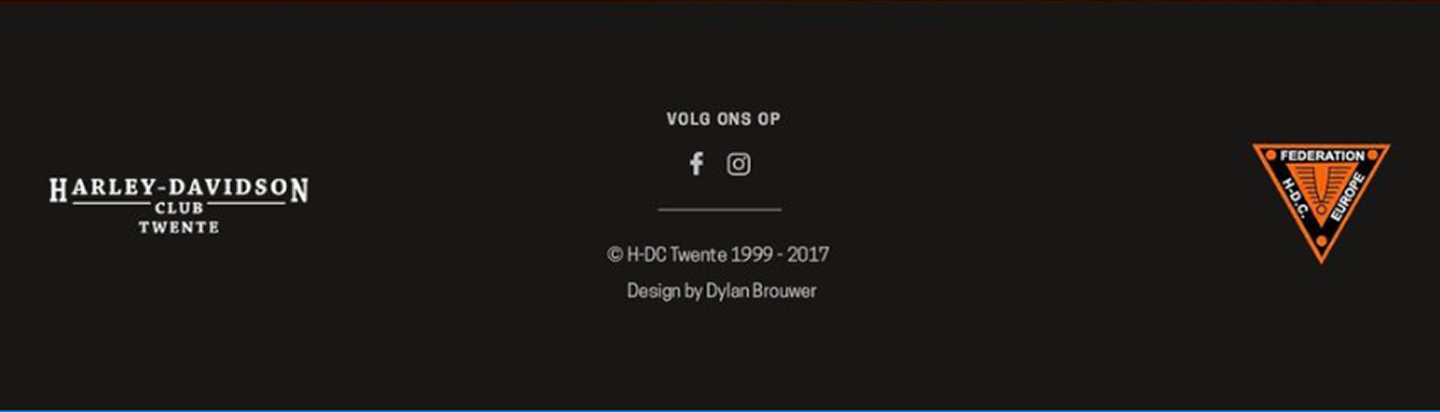 HARLEY-DAVIDSON
CLUB
TWENTE
VOLG ONS OP
© H-DC Twente 1999 - 2017
Design by Dylan Brouwer
FEDERATION
H-D.C.
EUROPE